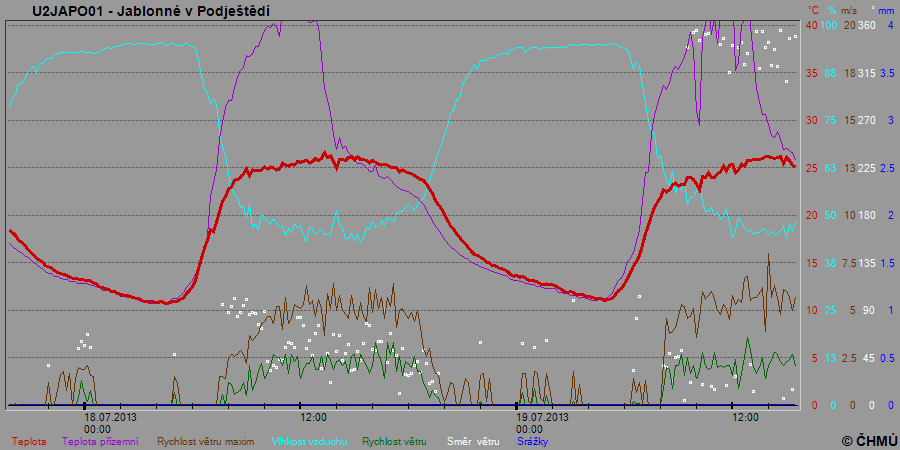 U2JAPO01 - Jablonné v Podještědí
°C % m/s ° mm
40 100 20 360 4
35 88 18 315 3.5
30 75 15 270 3
25 63 13 225 2.5
20 50 10 180 2
15 38 7.5 135 1.5
10 25 5 90 1
5 13 2.5 45 0.5
0 0 0 0 0
18.07.2013 12:00 19.07.2013 12:00
00:00 00:00
Teplota Teplota přízemní Rychlost větru maxim Vlhkost vzduchu Rychlost větru Směr větru Srážky
© ČHMÚ